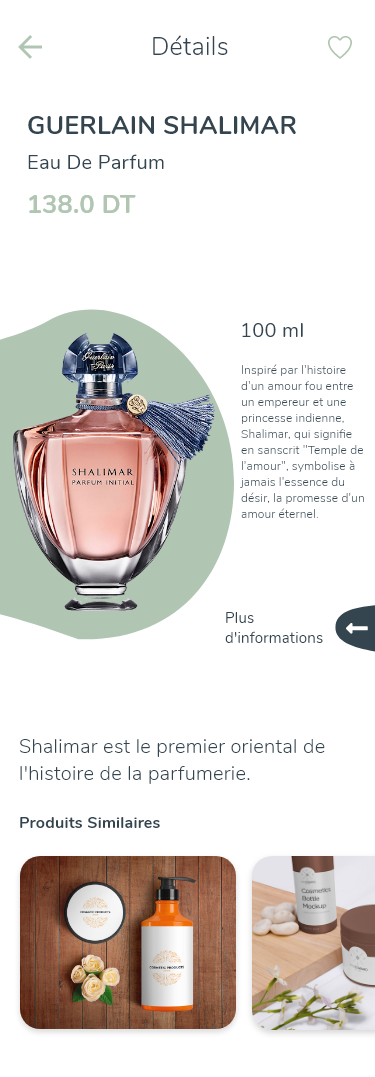 Détails
GUERLAIN SHALIMAR
Eau De Parfum
138.0 DT
100 ml
Guerlain
Paris
Inspiré par l'histoire
d'un amour fou entre
un empereur et une
princesse indienne,
Shalimar, qui signifie
en sanscrit "Temple de
l'amour", symbolise à
jamais l'essence du
désir, la promesse d'un
amour éternel.
SHALIMAR
PARFUM INITIAL
Plus
d'informations
Shalimar est le premier oriental de
l'histoire de la parfumerie.
Produits Similaires
COSMETIC PRODUCTS
COSMETIC PRODUCTS
Cosmetics
Bottle
Mockup